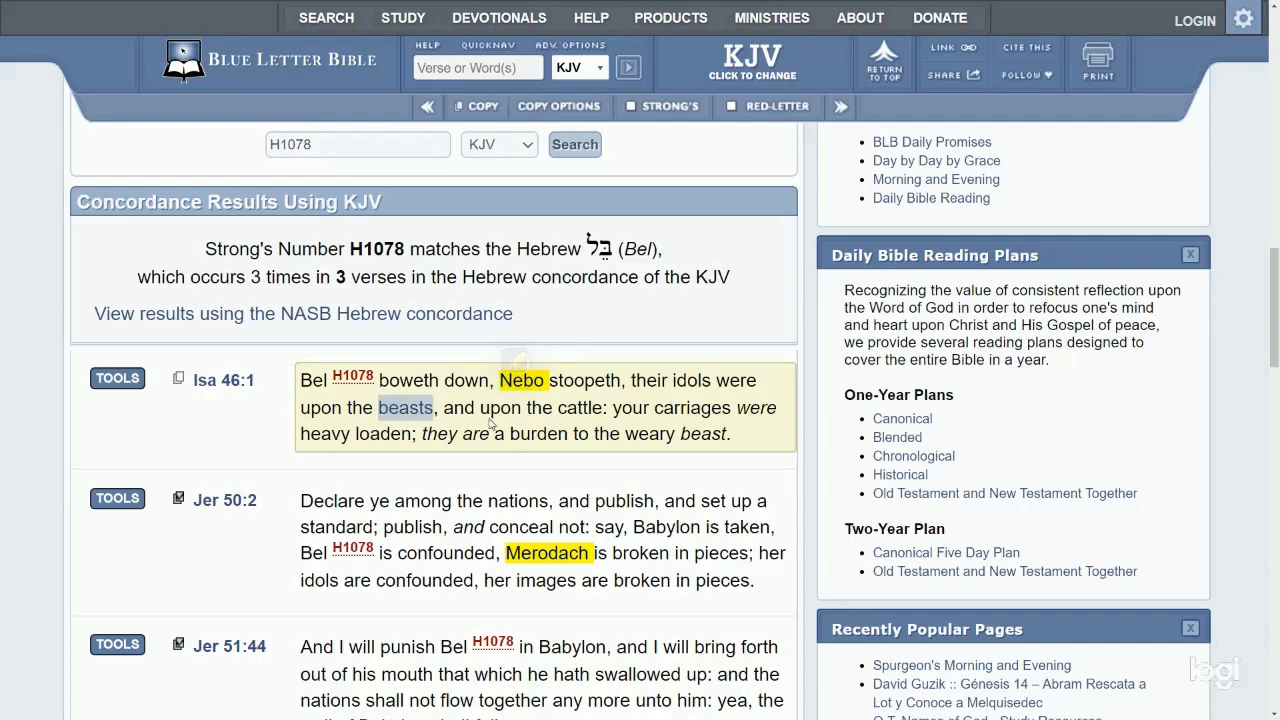 SEARCH STUDY DEVOTIONALS HELP PRODUCTS MINISTRIES ABOUT DONATE LOGIN
BLUE LETTER BIBLE
HELP QUICKNAV ADV. OPTIONS
Verse or Word(s) KJV
KJV
CLICK TO CHANGE
RETURN
TO TOP
LINK CITE THIS
SHARE FOLLOW
PRINT
COPY COPY OPTIONS STRONG'S RED-LETTER
H1078 KJV Search
Concordance Results Using KJV
Strong's Number H1078 matches the Hebrew בֵּל (Bel),
which occurs 3 times in 3 verses in the Hebrew concordance of the KJV
View results using the NASB Hebrew concordance
TOOLS Isa 46:1
Bel H1078 boweth down, Nebo stoopeth, their idols were
upon the beasts, and upon the cattle: your carriages were
heavy loaden; they are a burden to the weary beast.
TOOLS Jer 50:2
Declare ye among the nations, and publish, and set up a
standard; publish, and conceal not: say, Babylon is taken,
Bel H1078 is confounded, Merodach is broken in pieces; her
idols are confounded, her images are broken in pieces.
TOOLS Jer 51:44
And I will punish Bel H1078 in Babylon, and I will bring forth
out of his mouth that which he hath swallowed up: and the
nations shall not flow together any more unto him: yea, the
BLB Daily Promises
Day by Day by Grace
Morning and Evening
Daily Bible Reading
Daily Bible Reading Plans
Recognizing the value of consistent reflection upon
the Word of God in order to refocus one's mind
and heart upon Christ and His Gospel of peace,
we provide several reading plans designed to
cover the entire Bible in a year.
One-Year Plans
Canonical
Blended
Chronological
Historical
Old Testament and New Testament Together
Two-Year Plan
Canonical Five Day Plan
Old Testament and New Testament Together
Recently Popular Pages
Spurgeon's Morning and Evening
David Guzik :: Génesis 14 – Abram Rescata a
Lot y Conoce a Melquisedec
logi